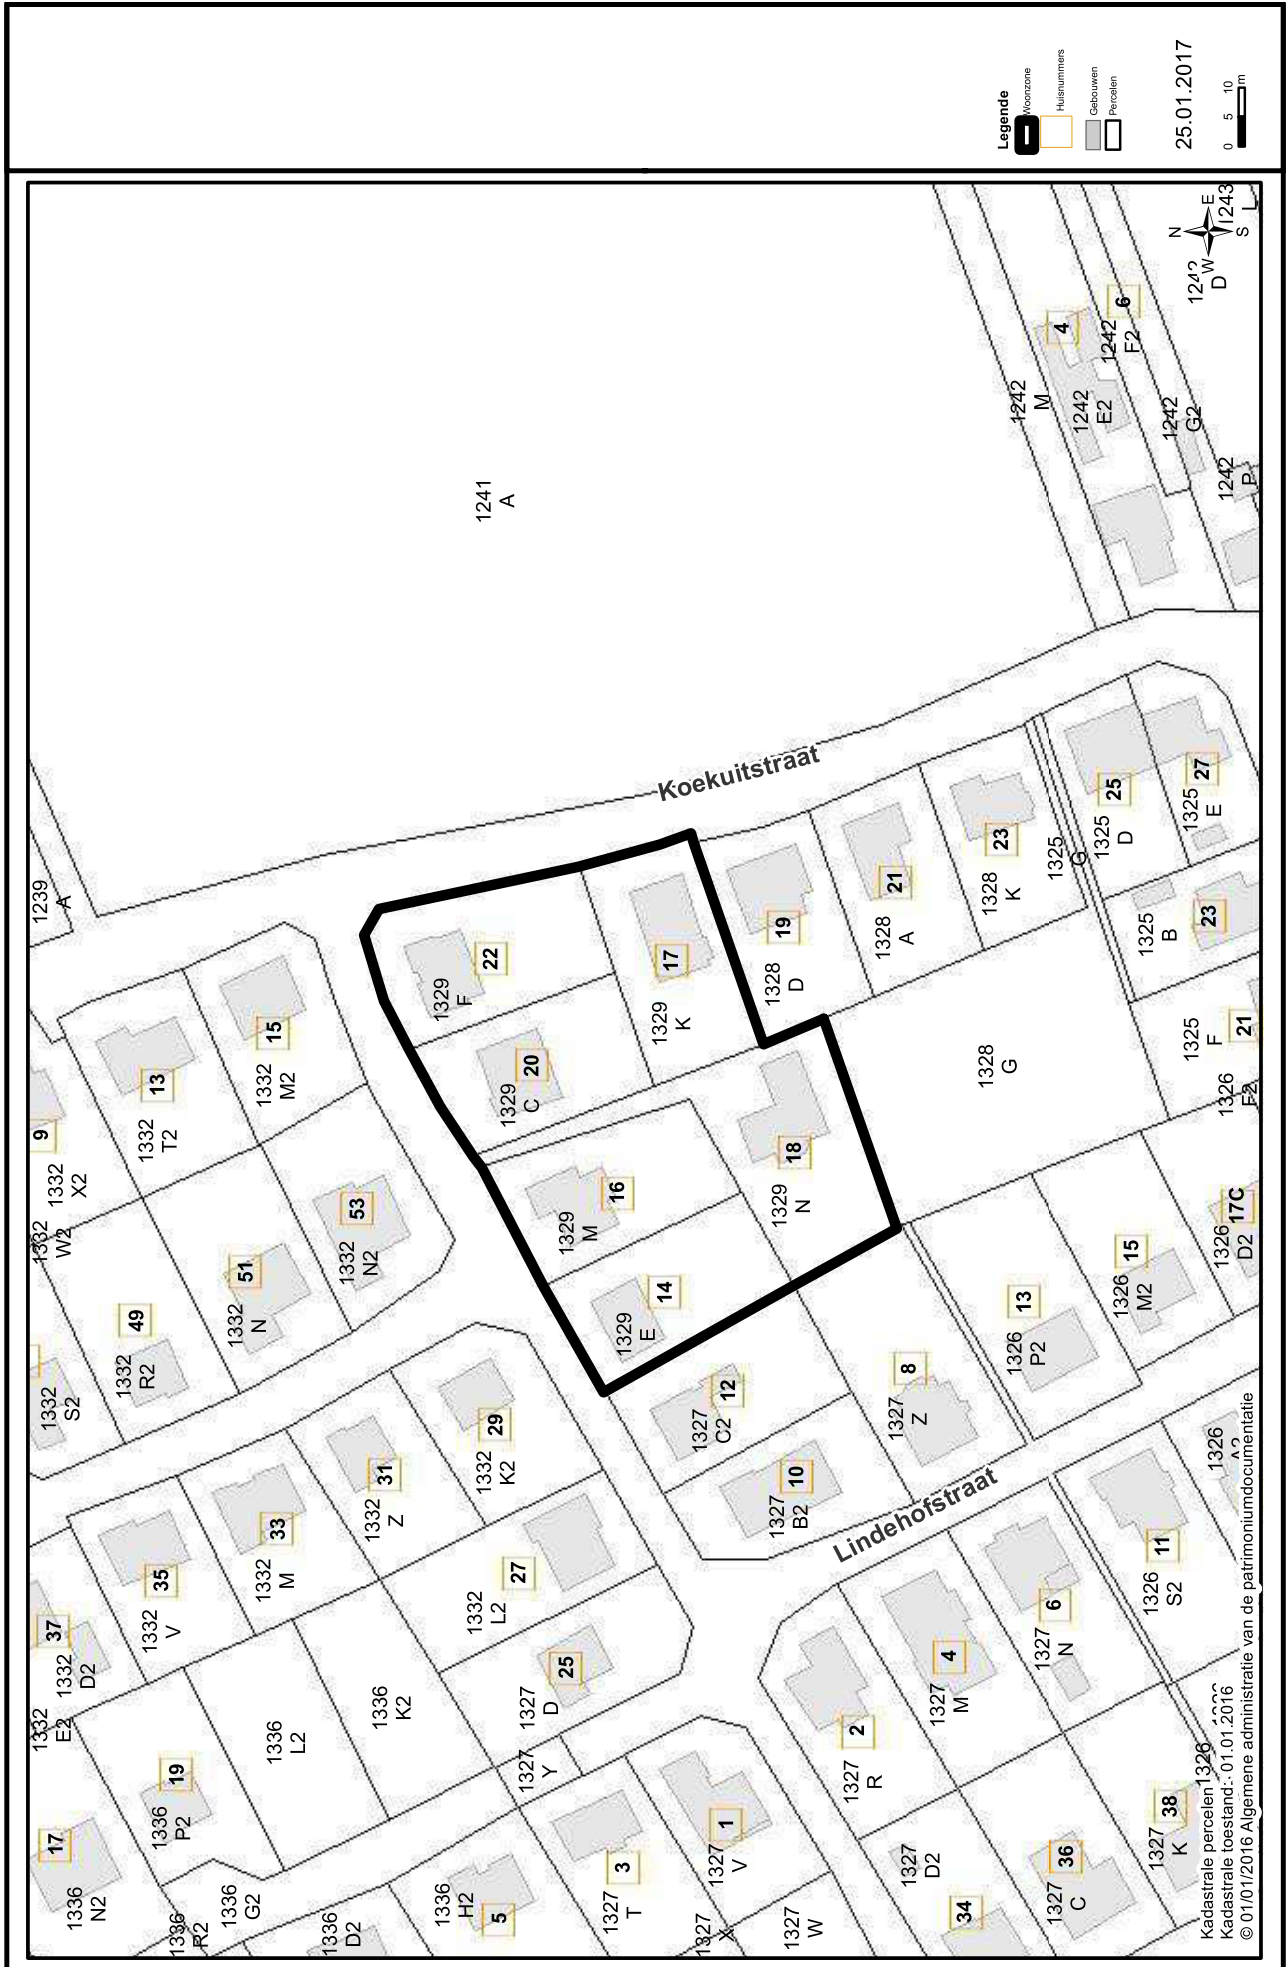 Legende
Woonzone
Huisnummers
Gebouwen
Percelen
25.01.2017
0 5 10
m
N
E
S
W
1239
A
1241
A
1242
M
4
1242
E2
1242
F2
6
1242
G2
1242
P
1242
D
1243
L
Koekuitstraat
9
1332
X2
1332
W2
13
1332
T2
15
1332
M2
53
1332
N2
51
1332
N
49
1332
R2
1332
S2
1329
F
22
1329
C
20
1329
K
17
1329
M
16
1329
E
14
1329
N
18
1328
D
19
1328
A
21
1328
K
23
1328
G
1325
G
1325
D
25
1325
E
27
1325
B
23
1325
F
21
1326
F2
1326
D2
17C
1326
M2
15
1326
P2
13
1327
Z
8
1327
C2
12
1327
B2
10
Lindehofstraat
1332
K2
29
1332
Z
31
1332
M
33
1332
V
35
37
1332
D2
1332
E2
1332
L2
27
1327
D
25
1327
Y
1336
K2
1336
L2
1336
P2
19
17
1336
N2
1336
R2
1336
G2
1336
D2
1336
H2
5
1327
T
3
1327
V
1
1327
X
1327
W
1327
R
2
1327
M
4
1327
N
6
1326
S2
11
1326
A2
1327
D2
34
1327
C
36
1327
K
38
1326
Kadastrale percelen
Kadastrale toestand : 01.01.2016
© 01/01/2016 Algemene administratie van de patrimoniumdocumentatie